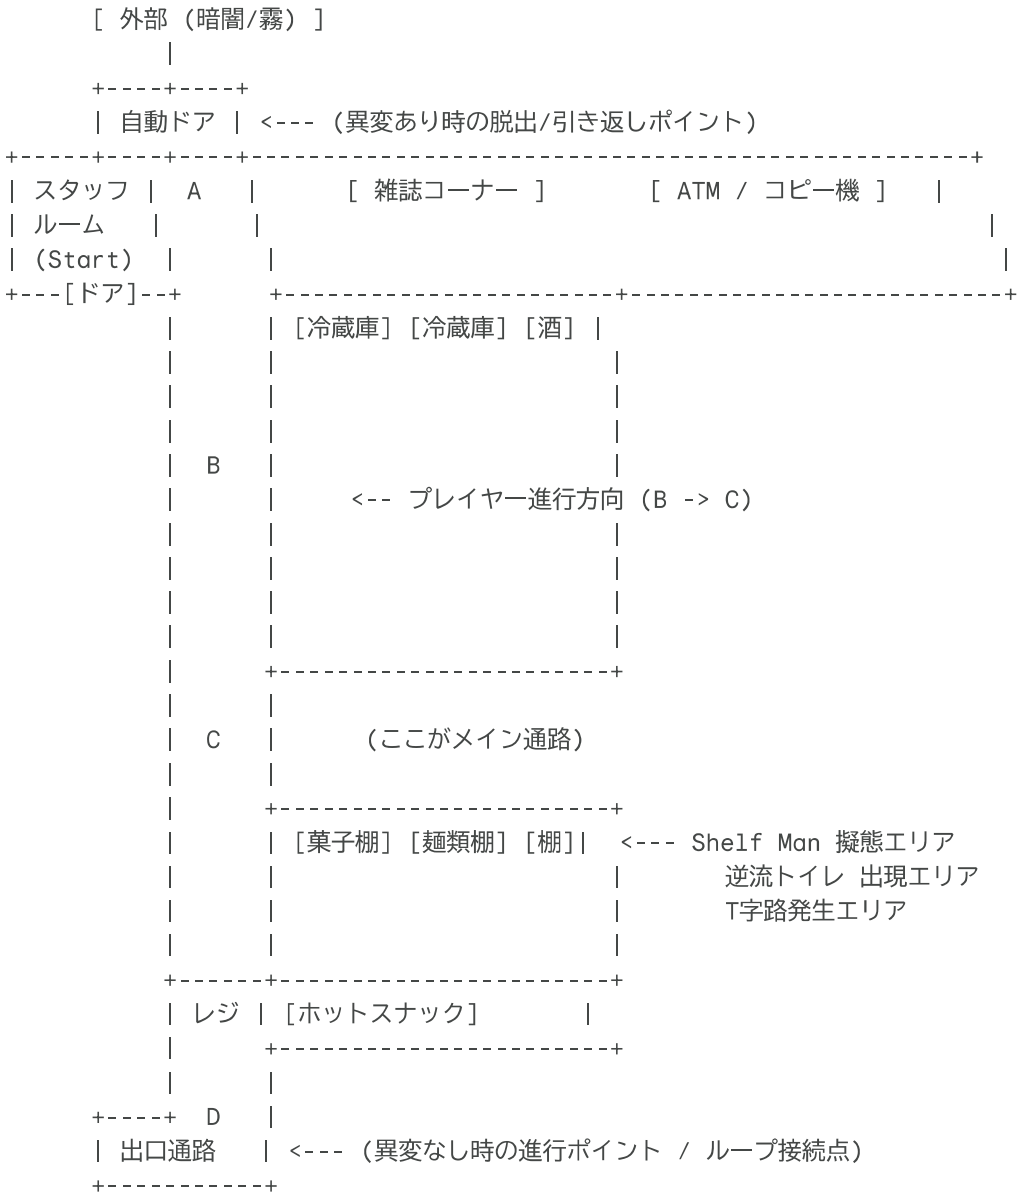 [ 外部 (暗闇/霧) ]
|
+----+----+
| 自動ドア | <--- (異変あり時の脱出/引き返しポイント)
+-----+----+----+--------------------------------------------------+
| スタッフ |  A   |      [ 雑誌コーナー ]       [ ATM / コピー機 ]   |
| ルーム   |      |                                                  |
| (Start)  |      |                                                  |
+---[ドア]--+      +-----------------------+--------------------------+
|      | [冷蔵庫] [冷蔵庫] [酒] |
|      |                       |
|      |                       |
|      |                       |
|  B   |                       |
|      |     <-- プレイヤー進行方向 (B -> C)
|      |                       |
|      |                       |
|      |                       |
|      |                       |
|      +-----------------------+
|      |
|  C   |      (ここがメイン通路)
|      |
|      +-----------------------+
|      | [菓子棚] [麺類棚] [棚]|  <--- Shelf Man 擬態エリア
|      |                       |       逆流トイレ 出現エリア
|      |                       |       T字路発生エリア
|      |                       |
+------+-----------------------+
| レジ | [ホットスナック]       |
|      +-----------------------+
|      |
+----+  D   |
| 出口通路   | <--- (異変なし時の進行ポイント / ループ接続点)
+-----------+